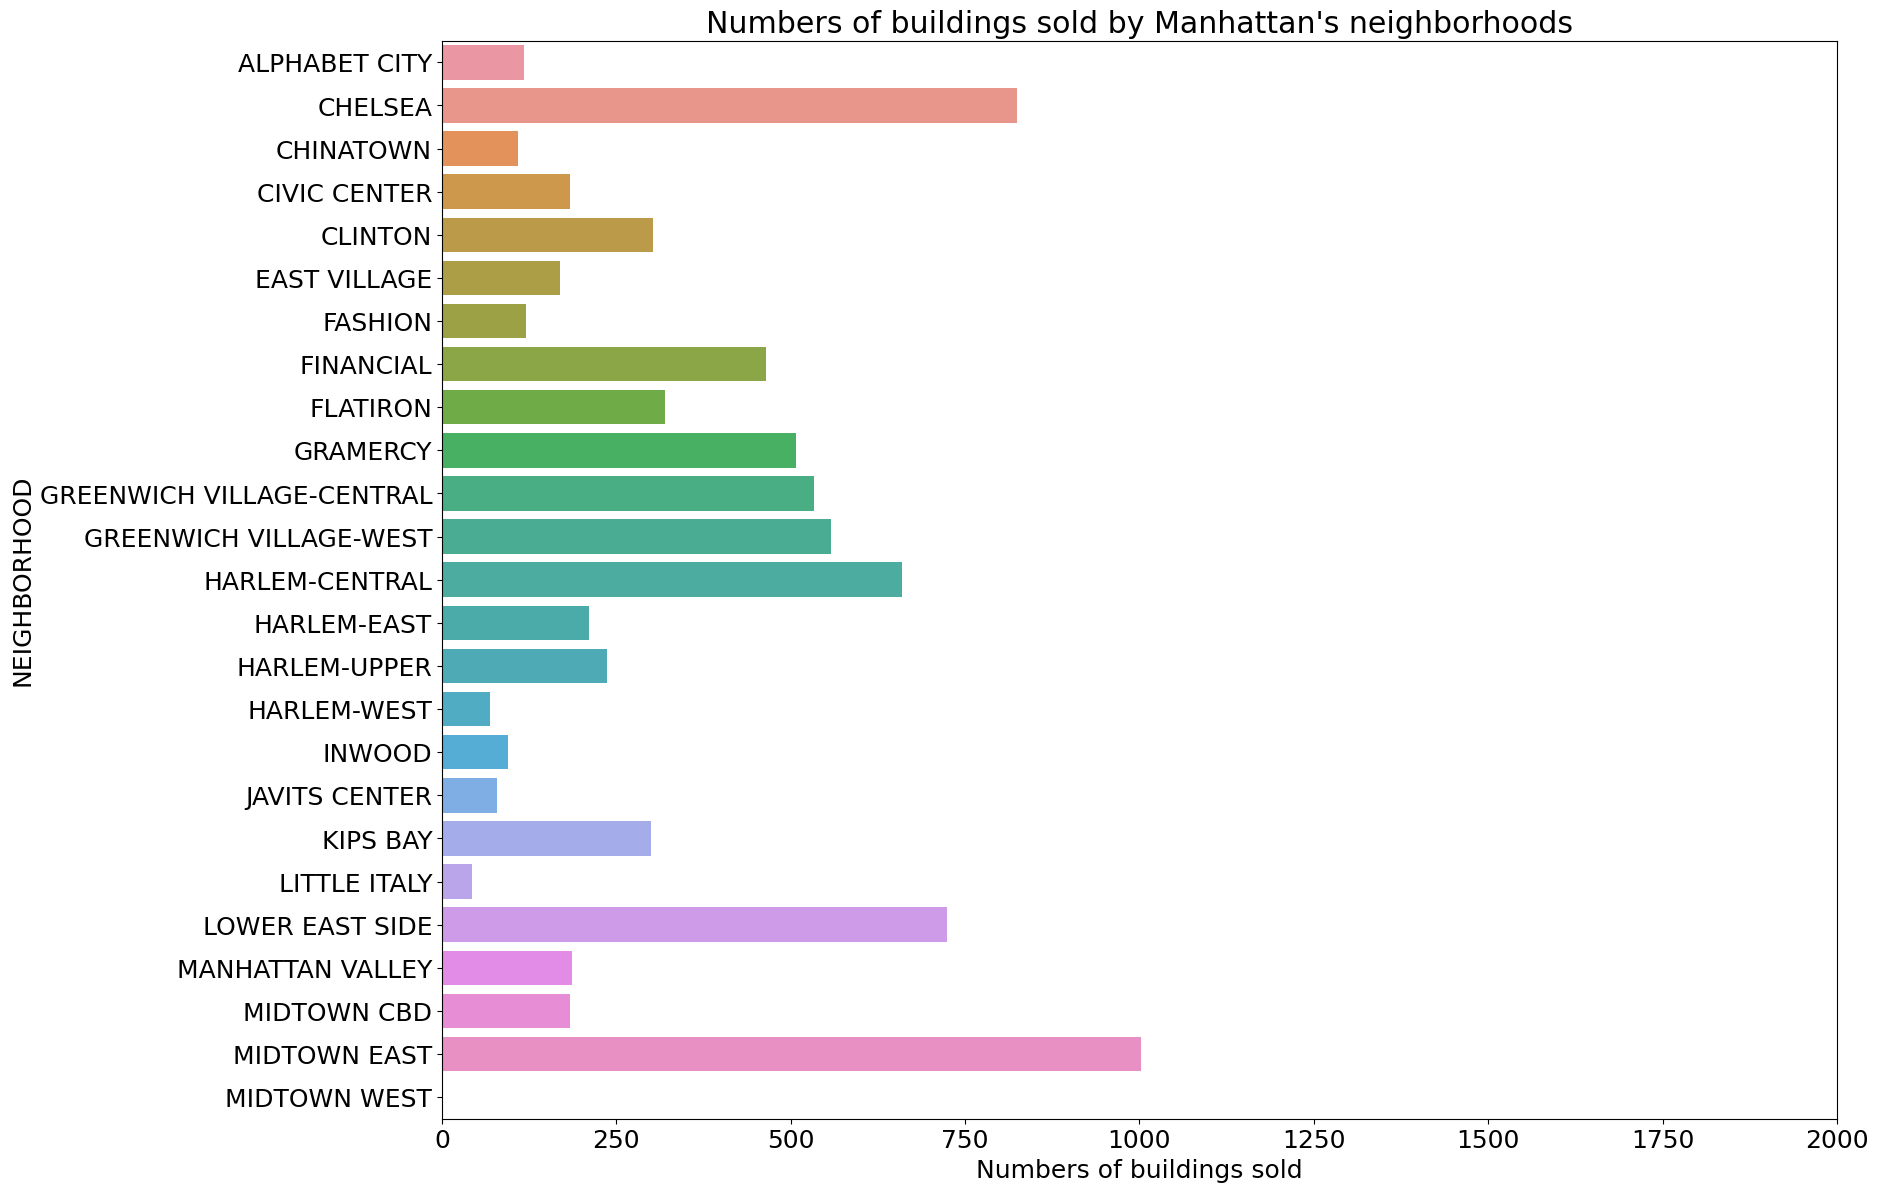 Numbers of buildings sold by Manhattan's neighborhoods
NEIGHBORHOOD
ALPHABET CITY
CHELSEA
CHINATOWN
CIVIC CENTER
CLINTON
EAST VILLAGE
FASHION
FINANCIAL
FLATIRON
GRAMERCY
GREENWICH VILLAGE-CENTRAL
GREENWICH VILLAGE-WEST
HARLEM-CENTRAL
HARLEM-EAST
HARLEM-UPPER
HARLEM-WEST
INWOOD
JAVITS CENTER
KIPS BAY
LITTLE ITALY
LOWER EAST SIDE
MANHATTAN VALLEY
MIDTOWN CBD
MIDTOWN EAST
MIDTOWN WEST
0 250 500 750 1000 1250 1500 1750 2000
Numbers of buildings sold